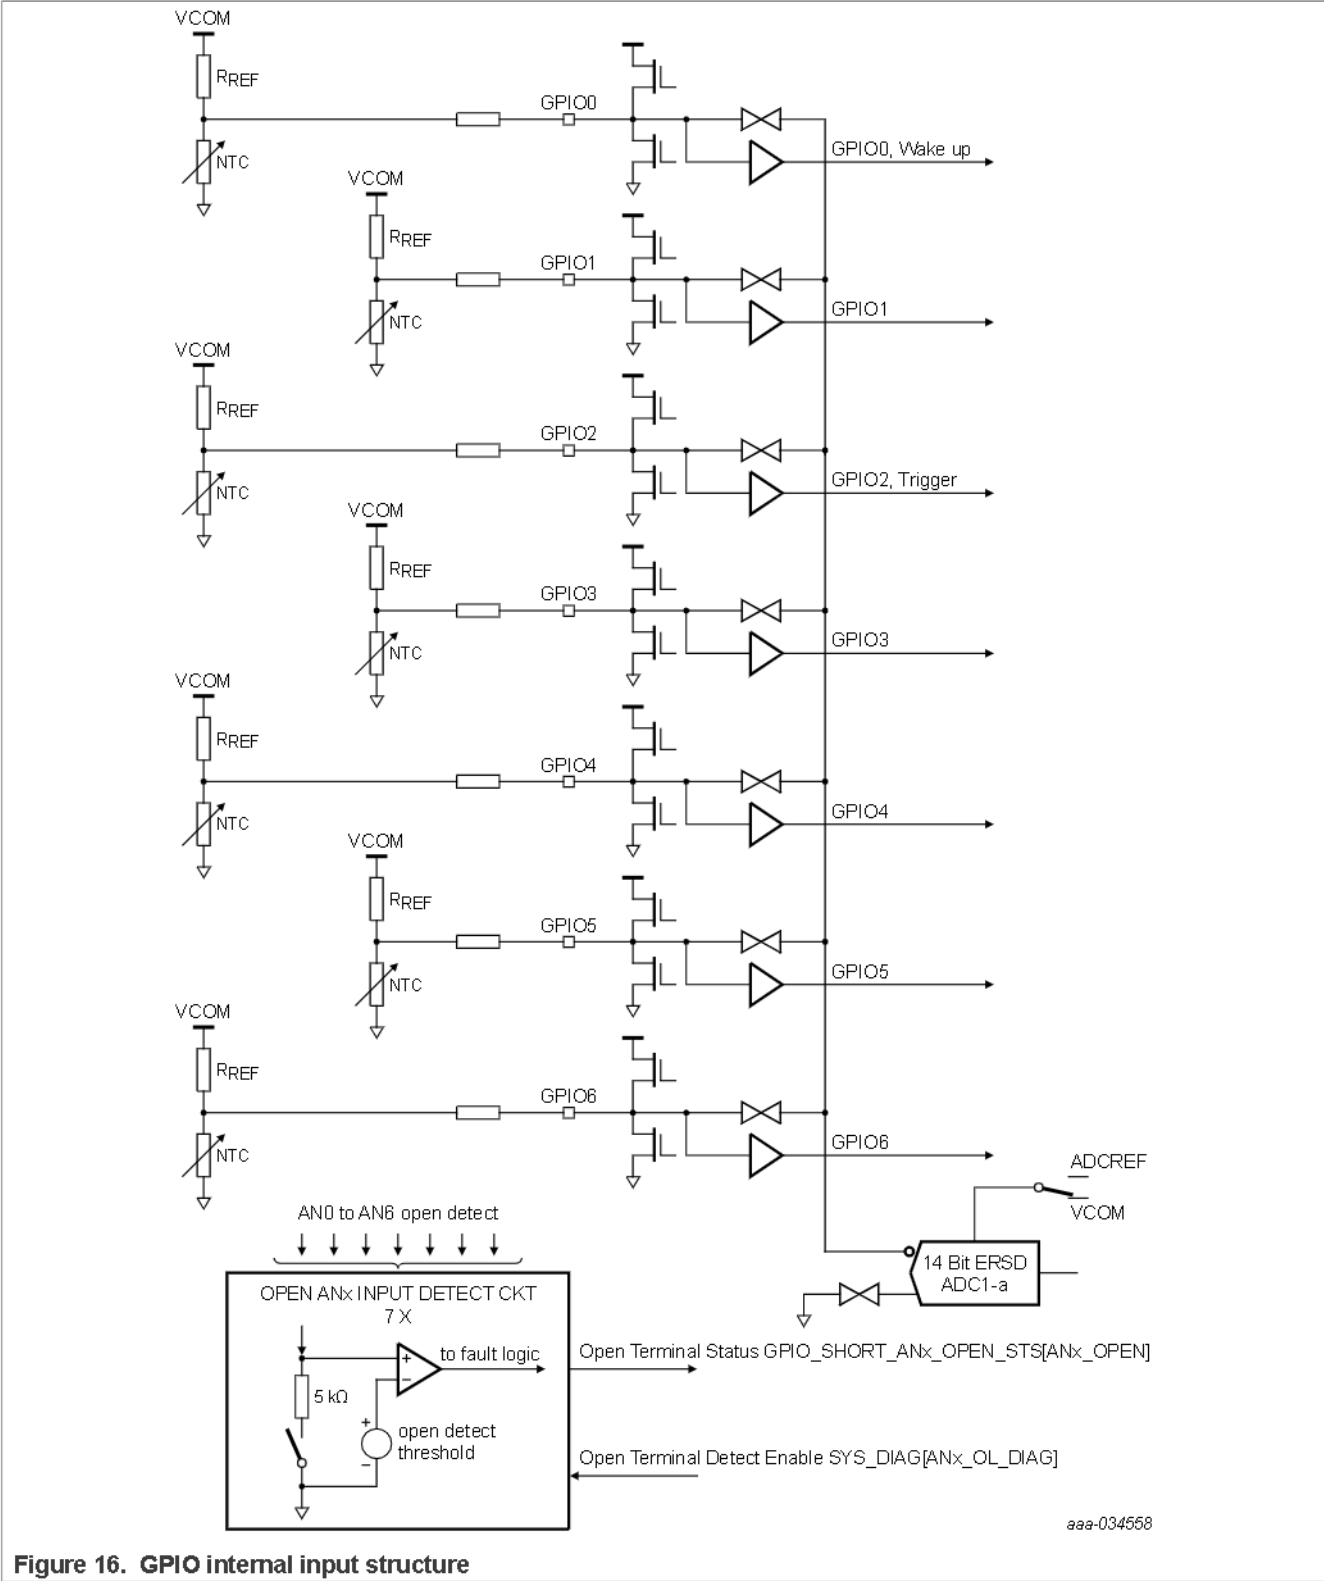 VCOM
RREF
GPIO0
NTC
GPIO0, Wake up
VCOM
RREF
GPIO1
NTC
GPIO1
VCOM
RREF
GPIO2
NTC
GPIO2, Trigger
VCOM
RREF
GPIO3
NTC
GPIO3
VCOM
RREF
GPIO4
NTC
GPIO4
VCOM
RREF
GPIO5
NTC
GPIO5
VCOM
RREF
GPIO6
NTC
GPIO6
ADCREF
VCOM
14 Bit ERSD
ADC1-a
AN0 to AN6 open detect
OPEN ANx INPUT DETECT CKT
7 X
+
−
to fault logic
5 kΩ
+
−
open detect
threshold
Open Terminal Status GPIO_SHORT_ANx_OPEN_STS[ANx_OPEN]
Open Terminal Detect Enable SYS_DIAG[ANx_OL_DIAG]
aaa-034558
Figure 16. GPIO internal input structure